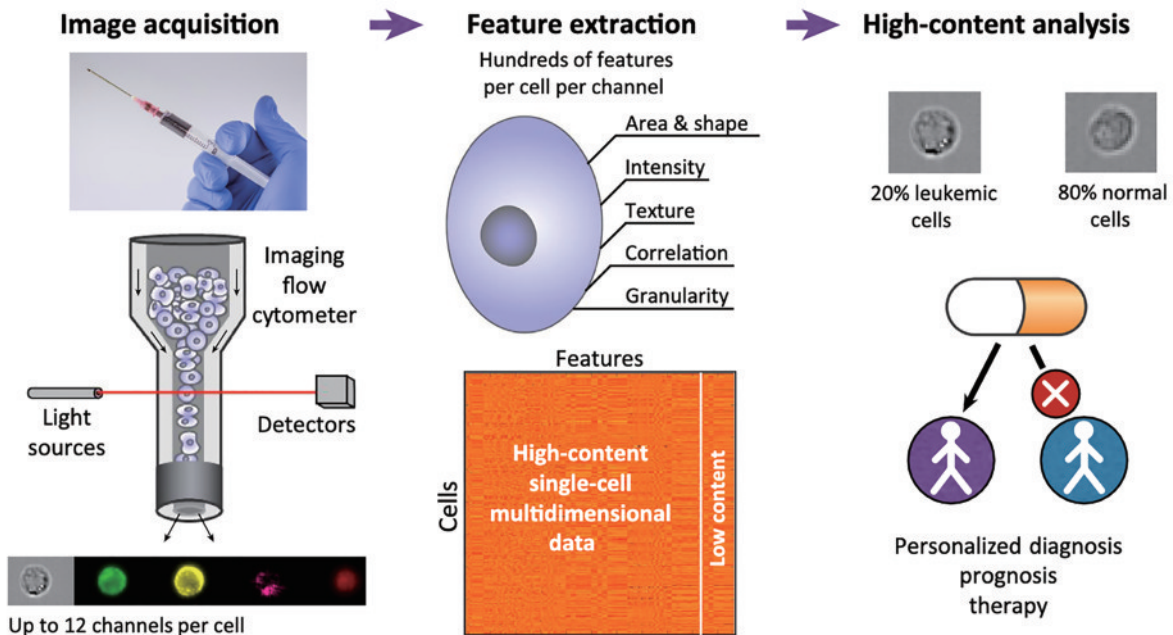 Image acquisition
Imaging
flow
cytometer
Light
sources
Detectors
Up to 12 channels per cell
Feature extraction
Hundreds of features
per cell per channel
Area & shape
Intensity
Texture
Correlation
Granularity
Features
Cells
High-content
single-cell
multidimensional
data
Low content
High-content analysis
20% leukemic
cells
80% normal
cells
Personalized diagnosis
prognosis
therapy